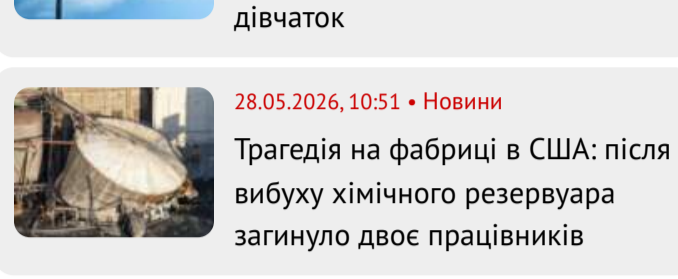 дівчаток
28.05.2026, 10:51 • Новини
Трагедія на фабриці в США: після
вибуху хімічного резервуара
загинуло двоє працівників